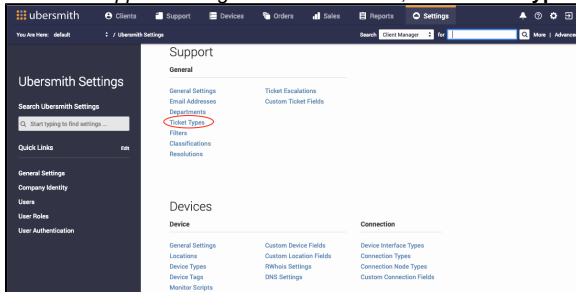 ubersmith Clients Support Devices Orders Sales Reports Settings
You Are Here: default / Ubersmith Settings Search Client Manager for More | Advanced
Support
General
Ubersmith Settings
Search Ubersmith Settings
Start typing to find settings ...
Quick Links Edit
General Settings
Company Identity
Users
User Roles
User Authentication
General Settings Ticket Escalations
Email Addresses Custom Ticket Fields
Departments
Ticket Types
Filters
Classifications
Resolutions
Devices
Device Connection
General Settings Custom Device Fields Device Interface Types
Locations Custom Location Fields Connection Types
Device Types RWhois Settings Connection Node Types
Device Tags DNS Settings Custom Connection Fields
Monitor Scripts